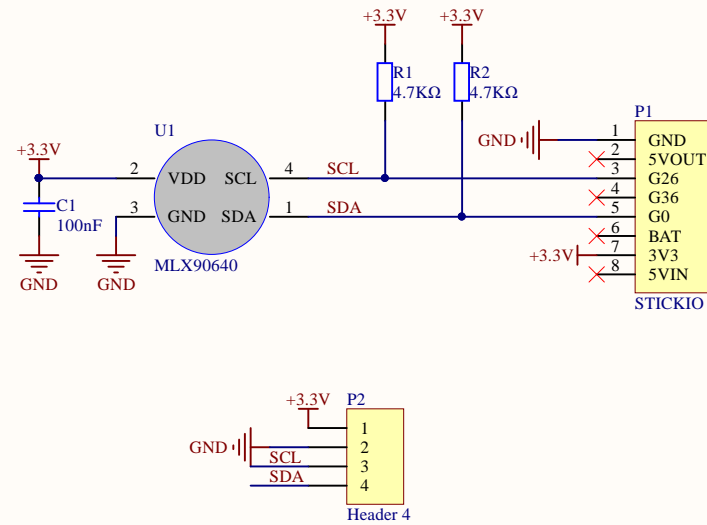 +3.3V +3.3V
R1 R2
4.7KΩ 4.7KΩ
P1
U1
GND 1 GND
+3.3V
2 5VOUT
2 VDD SCL 4 SCL 3 G26
4 G36
C1
100nF
3 GND SDA 1 SDA 5 G0
6 BAT
+3.3V 7 3V3
MLX90640
8 5VIN
GND GND
STICKIO
+3.3V P2
1
GND 2
SCL 3
SDA 4
Header 4